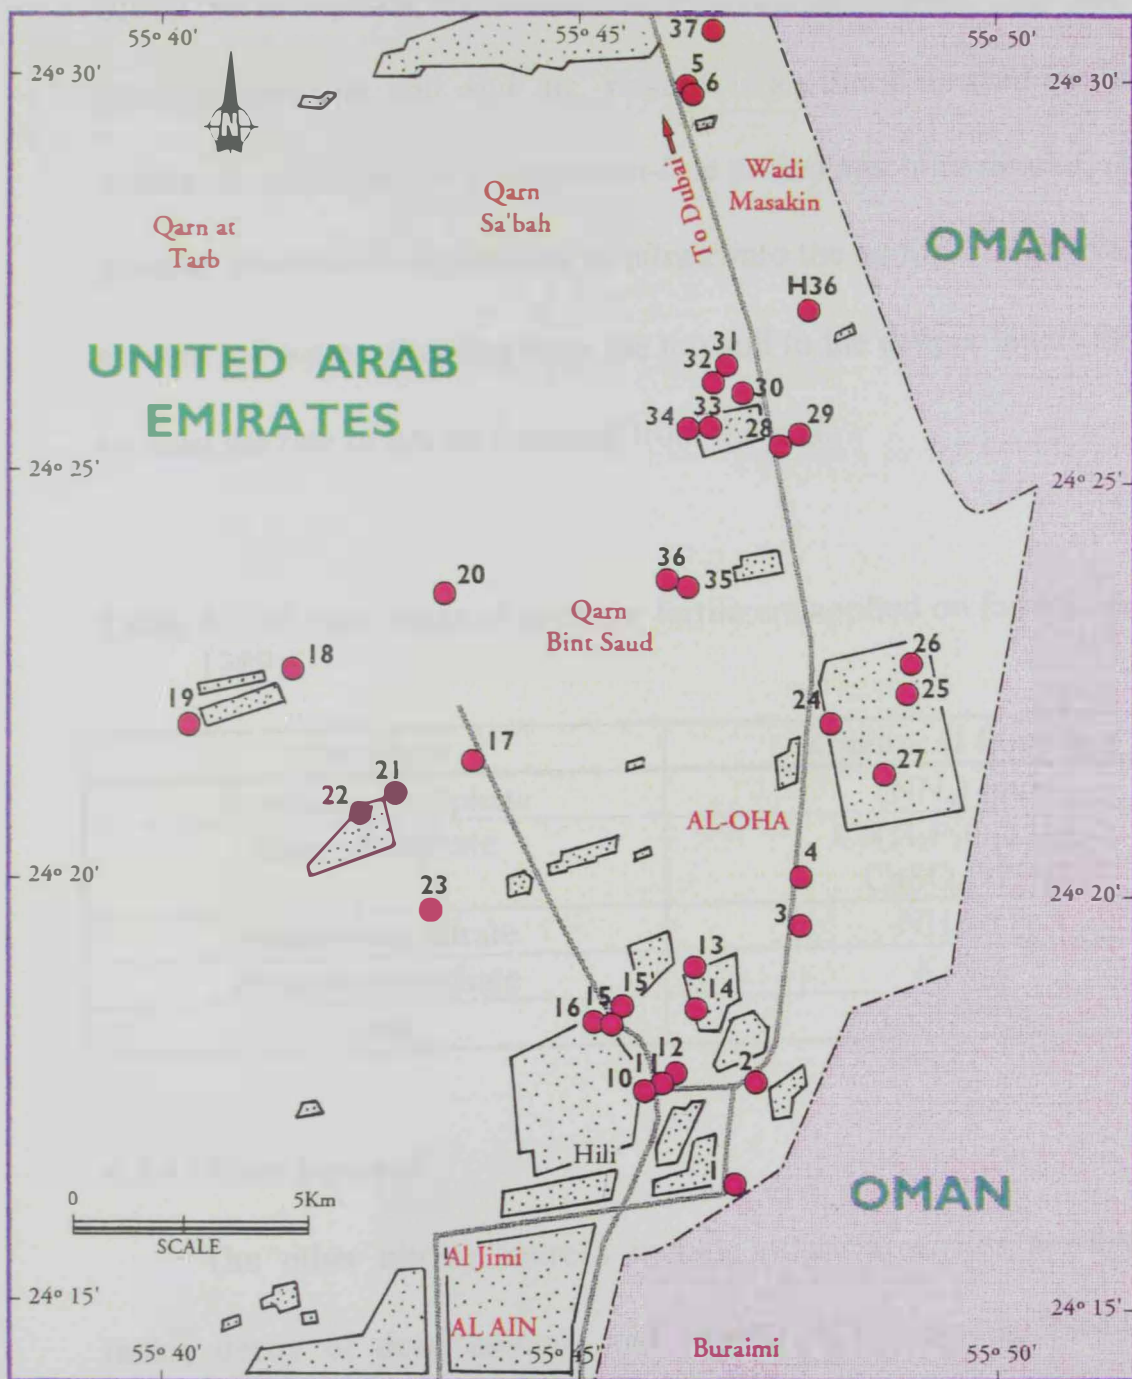 55° 40'
55° 45'
37
55° 50'
24° 30'
5
6
24° 30'
N
To Dubai
Wadi
Masakin
Qarn
Sa'bah
Qarn at
Tarb
OMAN
H36
UNITED ARAB
EMIRATES
31
32
30
34
33
28
29
24° 25'
24° 25'
20
36
35
Qarn
Bint Saud
18
19
26
25
24
27
17
21
22
AL-OHA
4
24° 20'
24° 20'
23
3
13
14
15'
15
16
12
11
10
2
Hili
1
OMAN
0
5Km
SCALE
Al Jimi
24° 15'
24° 15'
AL AIN
Buraimi
55° 40'
55° 45'
55° 50'